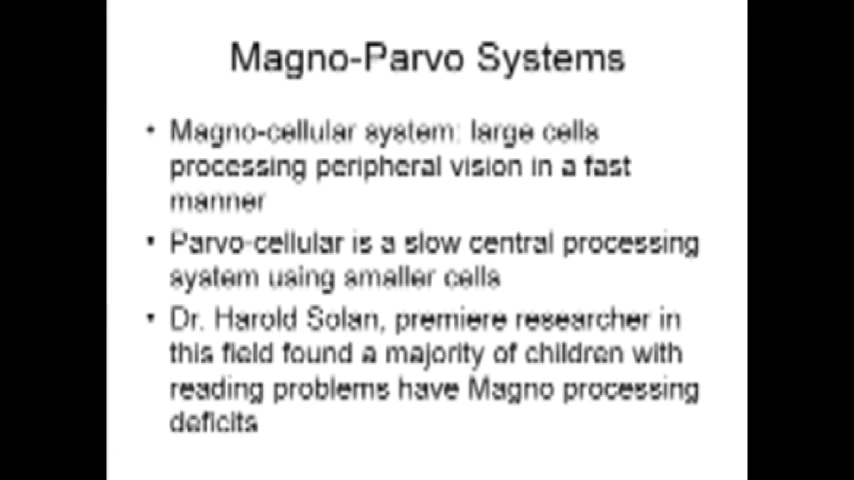 Magno-Parvo Systems
• Magno-cellular system: large cells
processing peripheral vision in a fast
manner
• Parvo-cellular is a slow central processing
system using smaller cells
• Dr. Harold Solan, premiere researcher in
this field found a majority of children with
reading problems have Magno processing
deficits